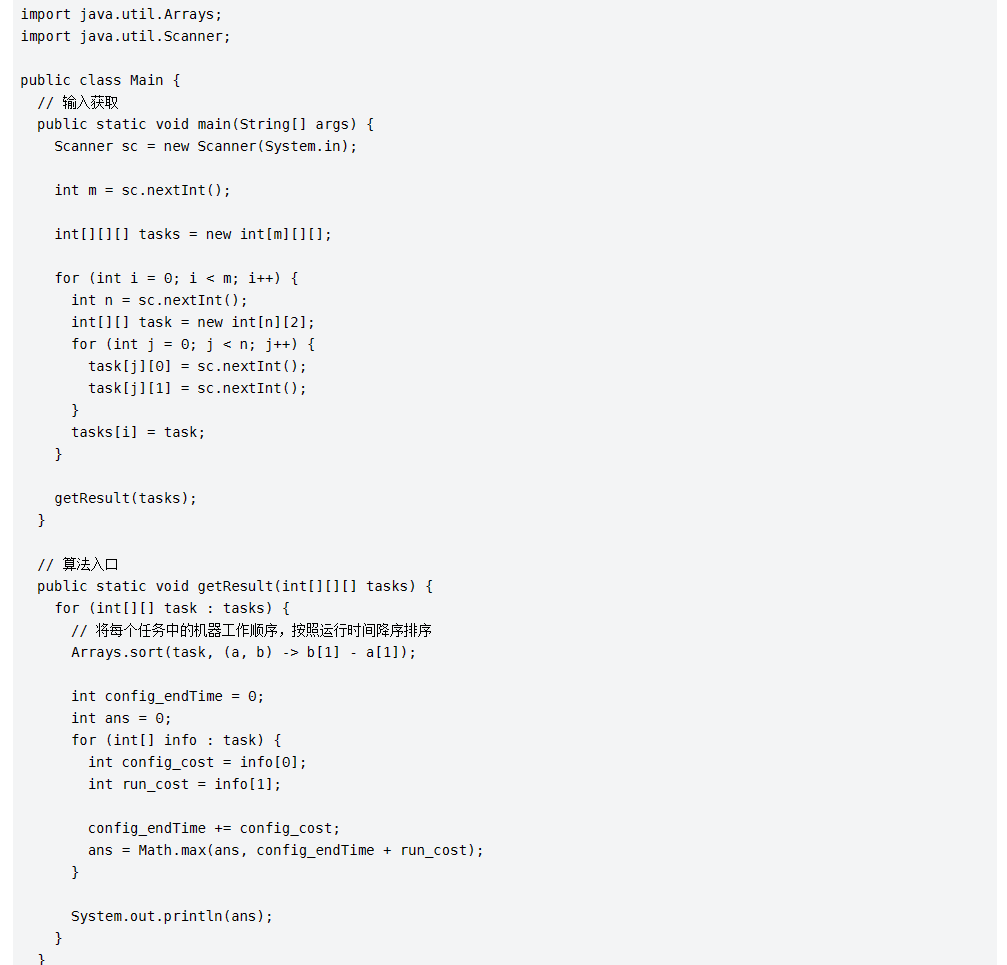 import java.util.Arrays;
import java.util.Scanner;
public class Main {
// 输入获取
public static void main(String[] args) {
Scanner sc = new Scanner(System.in);
int m = sc.nextInt();
int[][][] tasks = new int[m][][];
for (int i = 0; i < m; i++) {
int n = sc.nextInt();
int[][] task = new int[n][2];
for (int j = 0; j < n; j++) {
task[j][0] = sc.nextInt();
task[j][1] = sc.nextInt();
}
tasks[i] = task;
}
getResult(tasks);
}
// 算法入口
public static void getResult(int[][][] tasks) {
for (int[][] task : tasks) {
// 将每个任务中的机器工作顺序，按照运行时间降序排序
Arrays.sort(task, (a, b) -> b[1] - a[1]);
int config_endTime = 0;
int ans = 0;
for (int[] info : task) {
int config_cost = info[0];
int run_cost = info[1];
config_endTime += config_cost;
ans = Math.max(ans, config_endTime + run_cost);
}
System.out.println(ans);
}
}